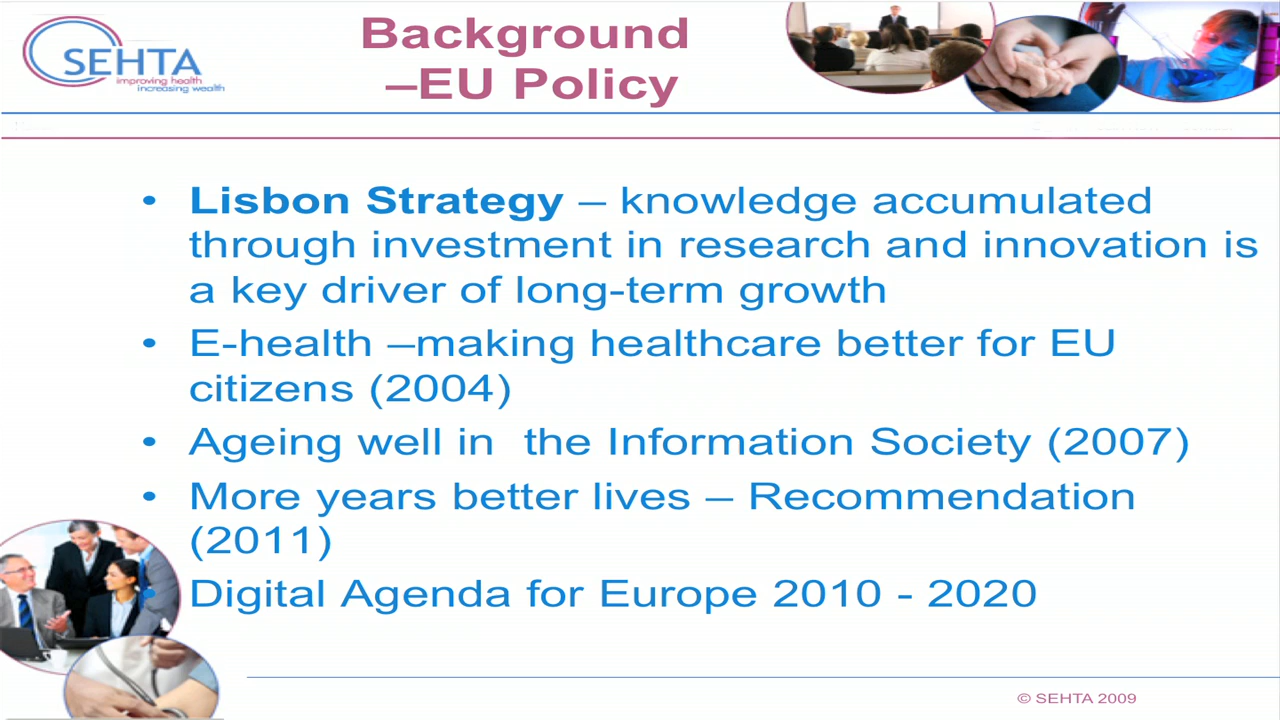 SEHTA
improving health
increasing wealth
Background
–EU Policy
• Lisbon Strategy – knowledge accumulated
through investment in research and innovation is
a key driver of long-term growth
• E-health –making healthcare better for EU
citizens (2004)
• Ageing well in  the Information Society (2007)
• More years better lives – Recommendation
(2011)
• Digital Agenda for Europe 2010 - 2020
© SEHTA 2009